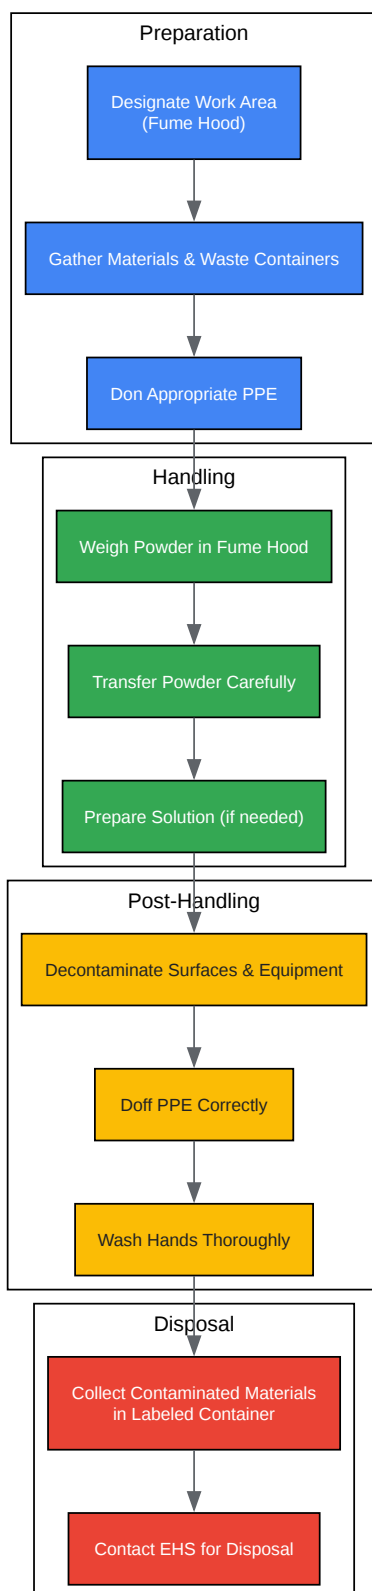 Preparation
Designate Work Area
(Fume Hood)
Gather Materials & Waste Containers
Don Appropriate PPE
Handling
Weigh Powder in Fume Hood
Transfer Powder Carefully
Prepare Solution (if needed)
Post-Handling
Decontaminate Surfaces & Equipment
Doff PPE Correctly
Wash Hands Thoroughly
Disposal
Collect Contaminated Materials
in Labeled Container
Contact EHS for Disposal